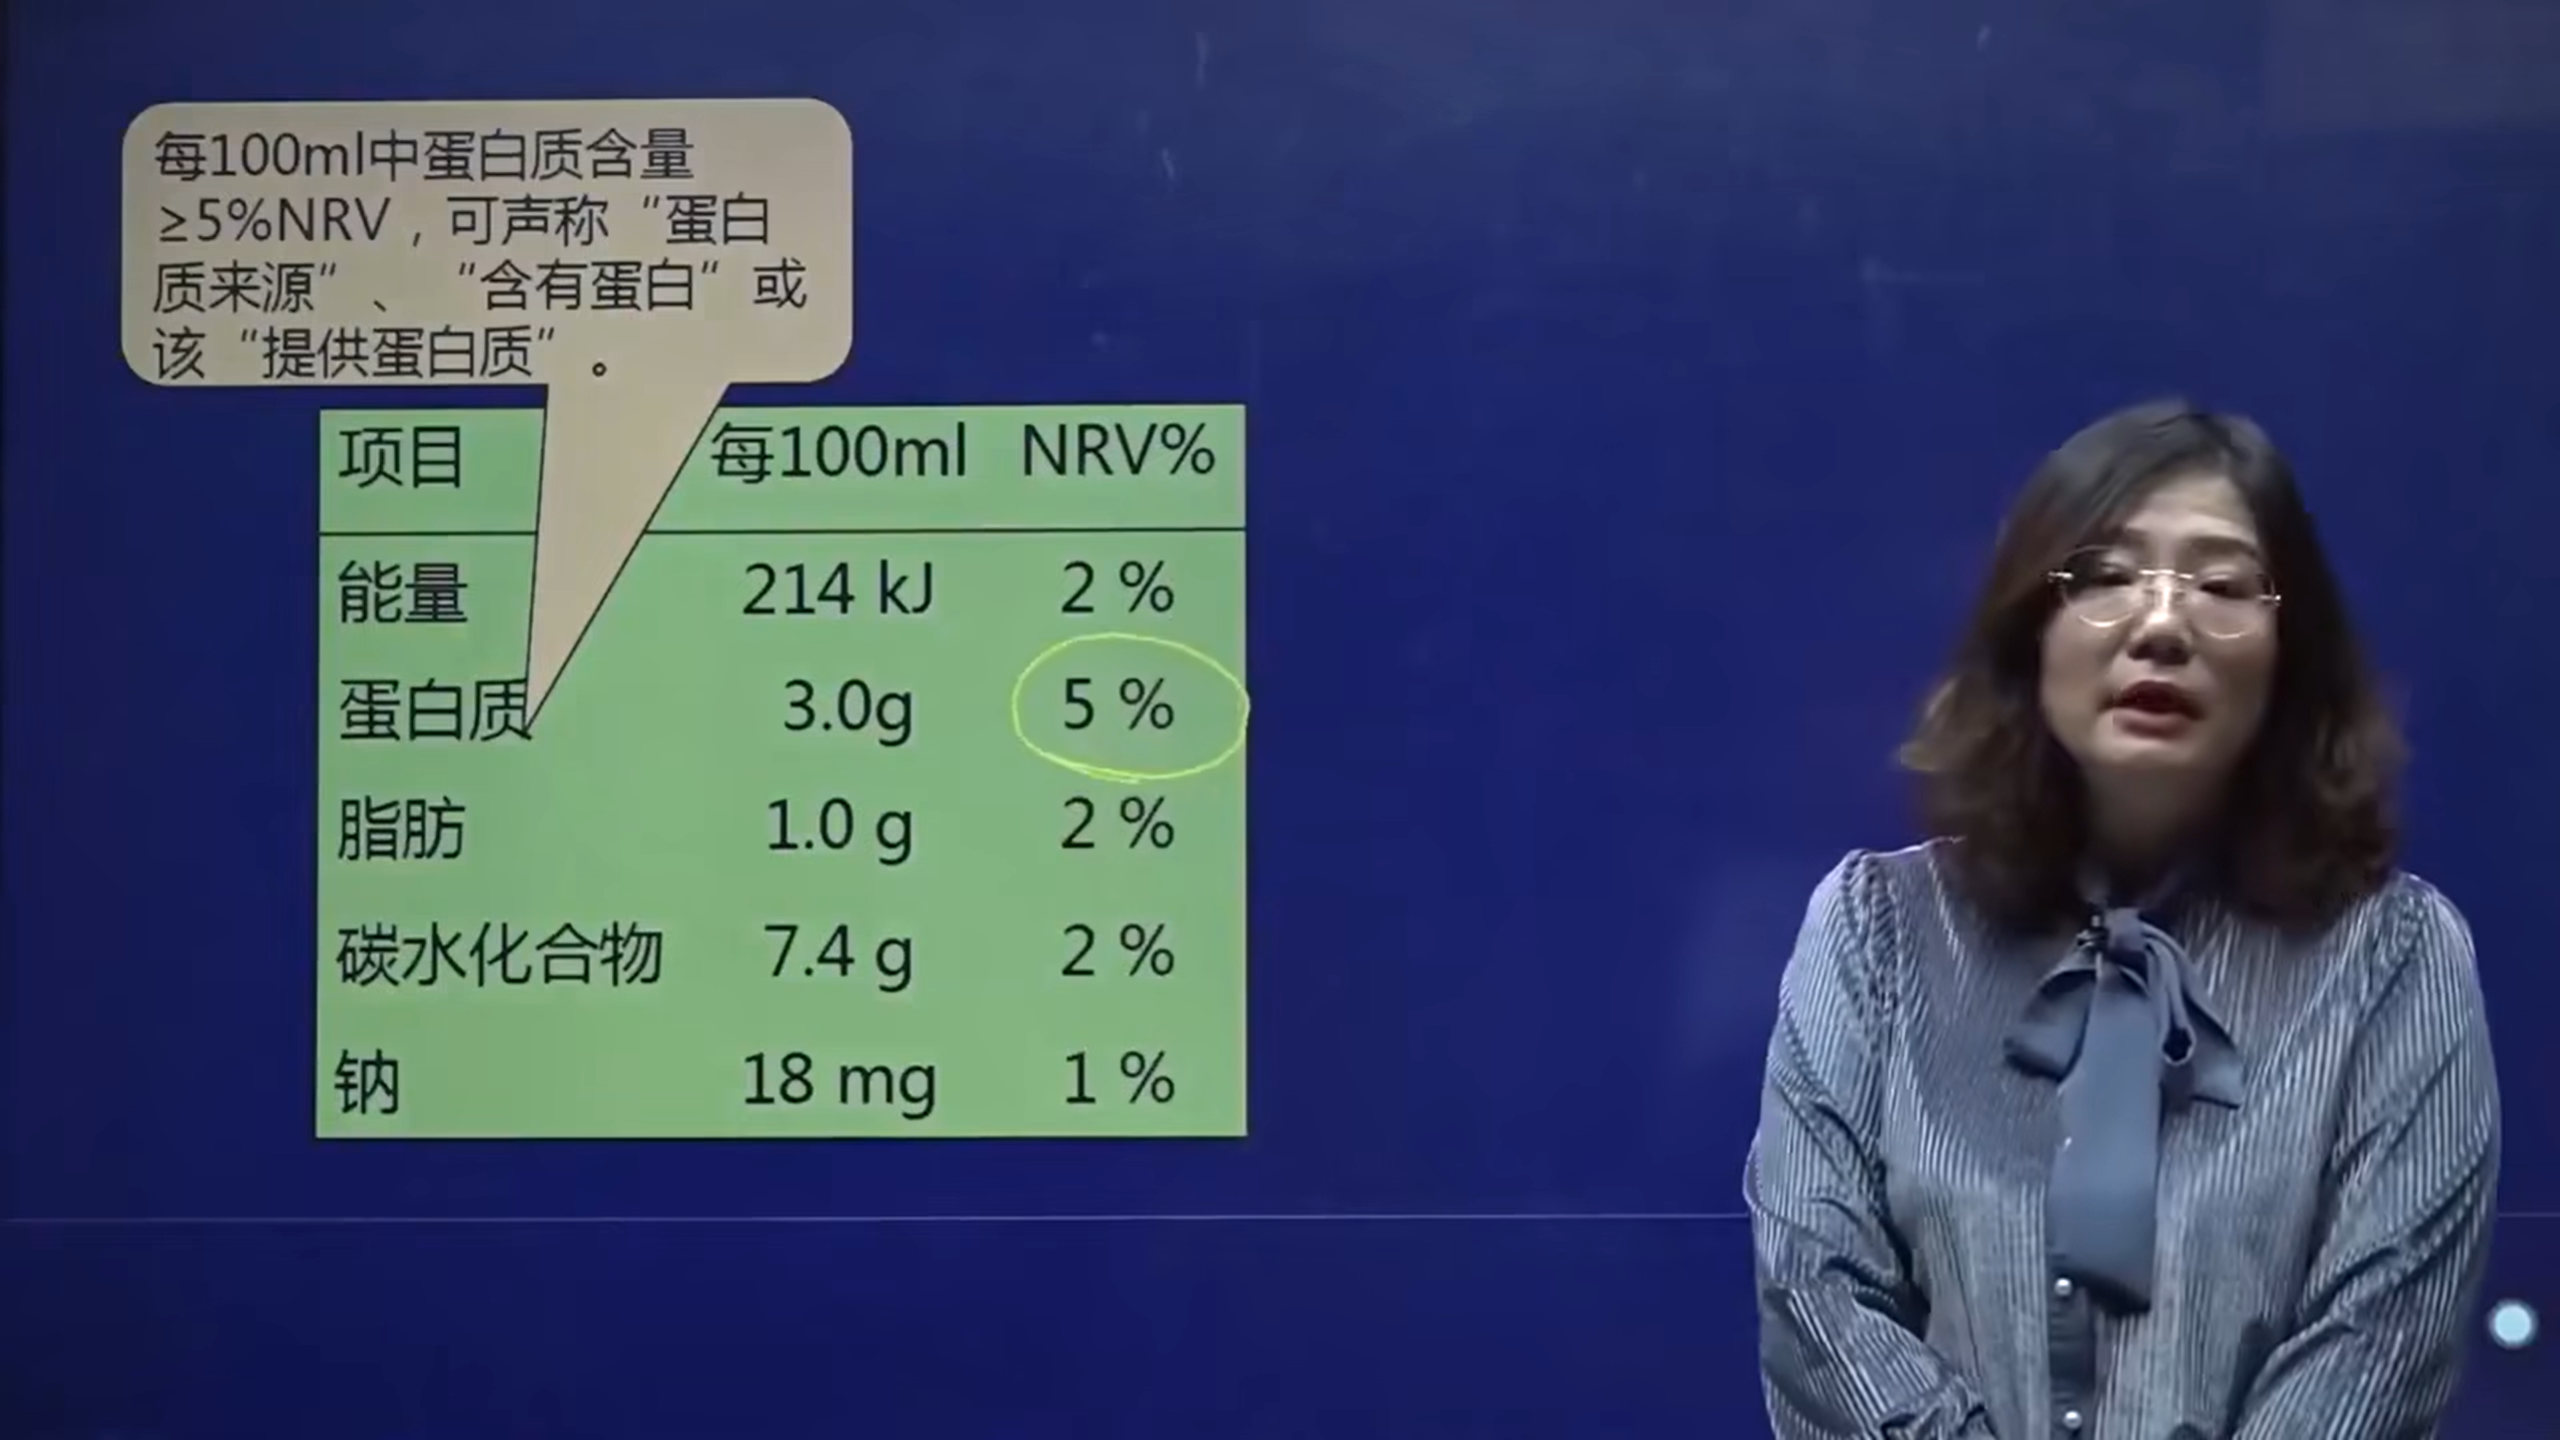 每100ml中蛋白质含量
≥5%NRV，可声称“蛋白
质来源”、“含有蛋白”或
该“提供蛋白质”。
项目 每100ml NRV%
能量 214 kJ 2 %
蛋白质 3.0g 5 %
脂肪 1.0 g 2 %
碳水化合物 7.4 g 2 %
钠 18 mg 1 %